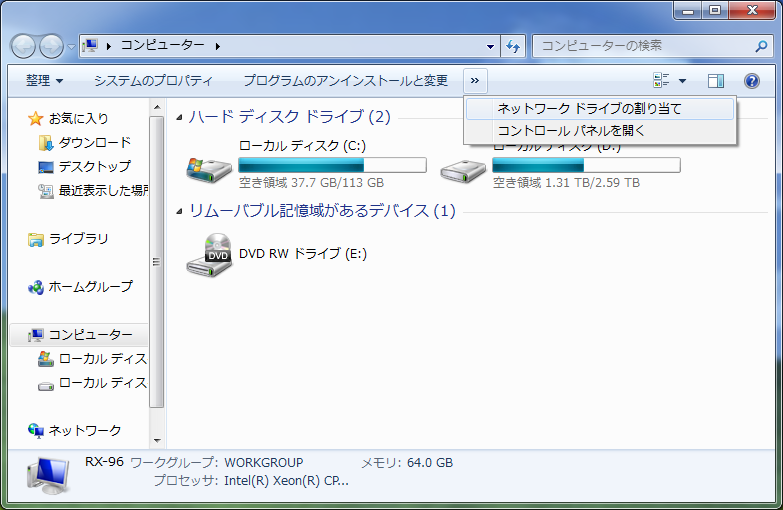 コンピューター
コンピューターの検索
整理 システムのプロパティ プログラムのアンインストールと変更 »
ネットワーク ドライブの割り当て
コントロール パネルを開く
お気に入り
ダウンロード
デスクトップ
最近表示した場所
ライブラリ
ホームグループ
コンピューター
ローカル ディス
ローカル ディス
ネットワーク
ハード ディスク ドライブ (2)
ローカル ディスク (C:)
空き領域 37.7 GB/113 GB
ローカル ディスク (D:)
空き領域 1.31 TB/2.59 TB
リムーバブル記憶域があるデバイス (1)
DVD
DVD RW ドライブ (E:)
RX-96 ワークグループ: WORKGROUP メモリ: 64.0 GB
プロセッサ: Intel(R) Xeon(R) CP...